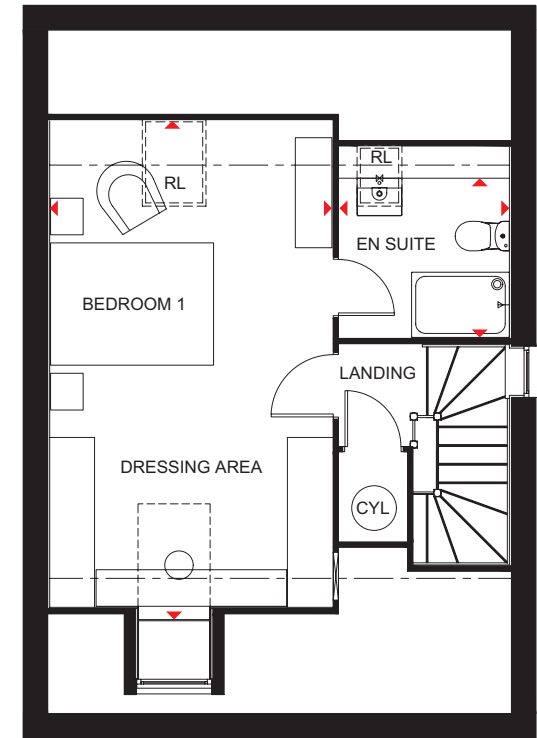 RL
RL
EN SUITE
BEDROOM 1
LANDING
DRESSING AREA
CYL